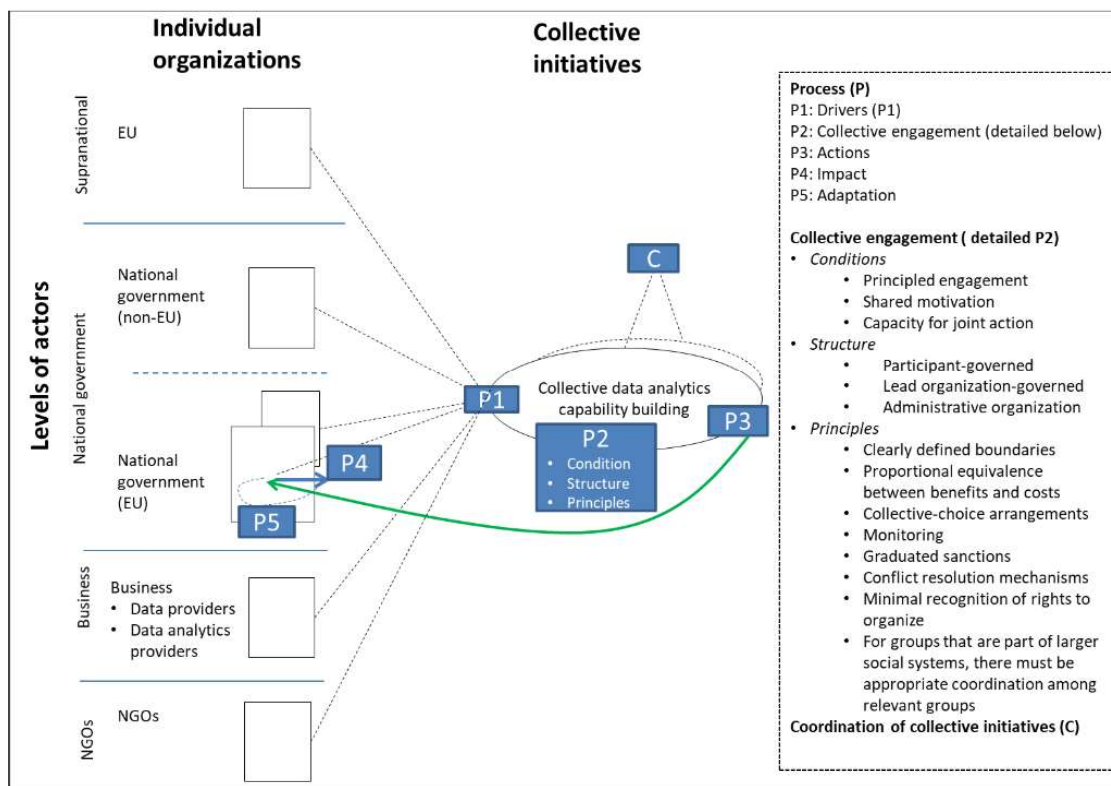 Individual
organizations
Collective
initiatives
Levels of actors
Supranational
EU
National government
National
government
(non-EU)
National
government
(EU)
Business
Business
• Data providers
• Data analytics
providers
NGOs
NGOs
P4
P5
P1
C
Collective data analytics
capability building
P2
• Condition
• Structure
• Principles
P3
Process (P)
P1: Drivers (P1)
P2: Collective engagement (detailed below)
P3: Actions
P4: Impact
P5: Adaptation
Collective engagement ( detailed P2)
• Conditions
• Principled engagement
• Shared motivation
• Capacity for joint action
• Structure
• Participant-governed
• Lead organization-governed
• Administrative organization
• Principles
• Clearly defined boundaries
• Proportional equivalence
between benefits and costs
• Collective-choice arrangements
• Monitoring
• Graduated sanctions
• Conflict resolution mechanisms
• Minimal recognition of rights to
organize
• For groups that are part of larger
social systems, there must be
appropriate coordination among
relevant groups
Coordination of collective initiatives (C)